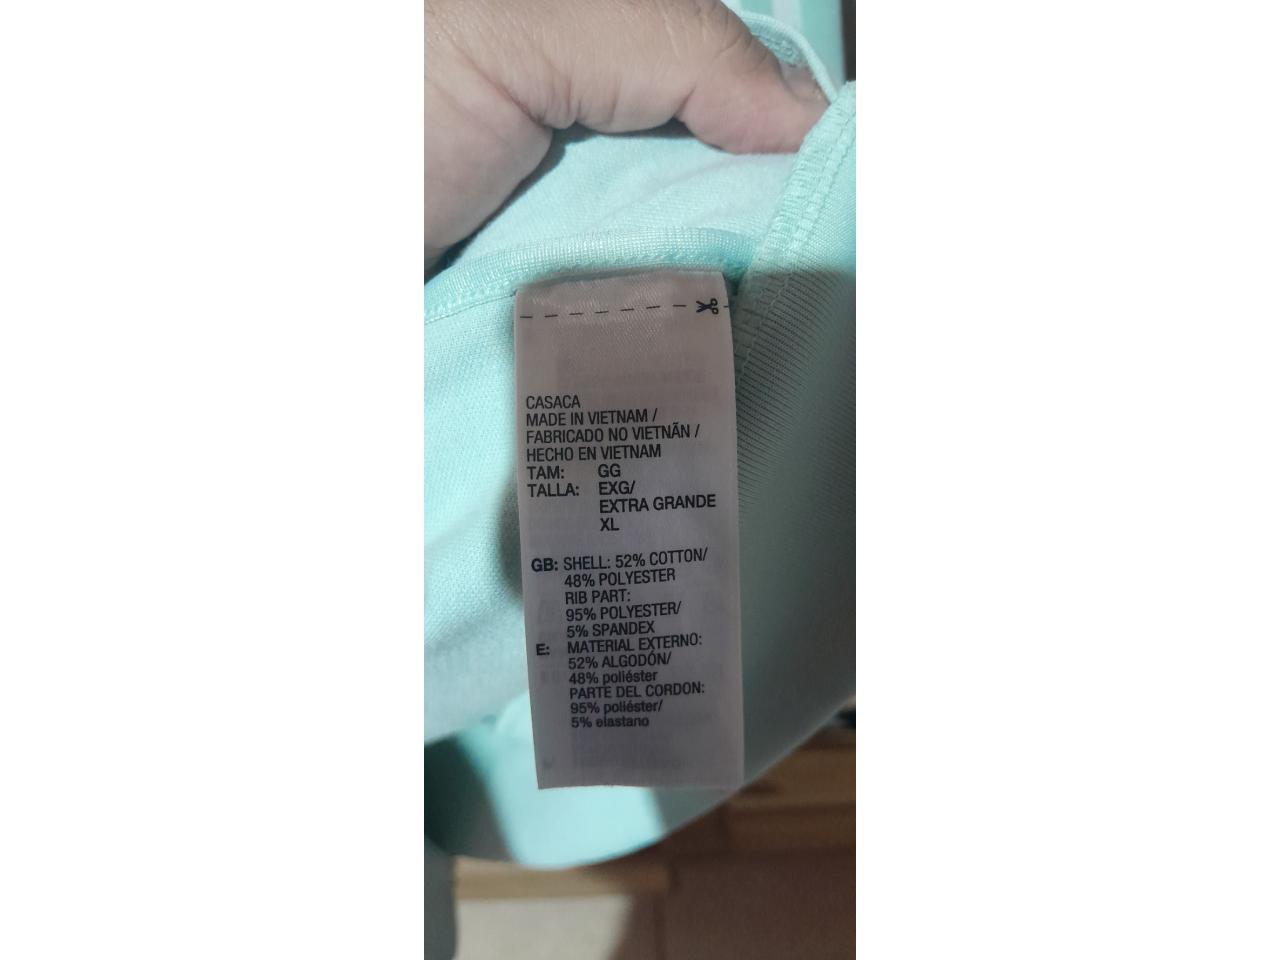 CASACA
MADE IN VIETNAM /
FABRICADO NO VIETNÃN /
HECHO EN VIETNAM
TAM: GG
TALLA: EXG/
EXTRA GRANDE
XL
GB: SHELL: 52% COTTON/
48% POLYESTER
RIB PART:
95% POLYESTER/
5% SPANDEX
E: MATERIAL EXTERNO:
52% ALGODÓN/
48% poliéster
PARTE DEL CORDON:
95% poliéster/
5% elastano